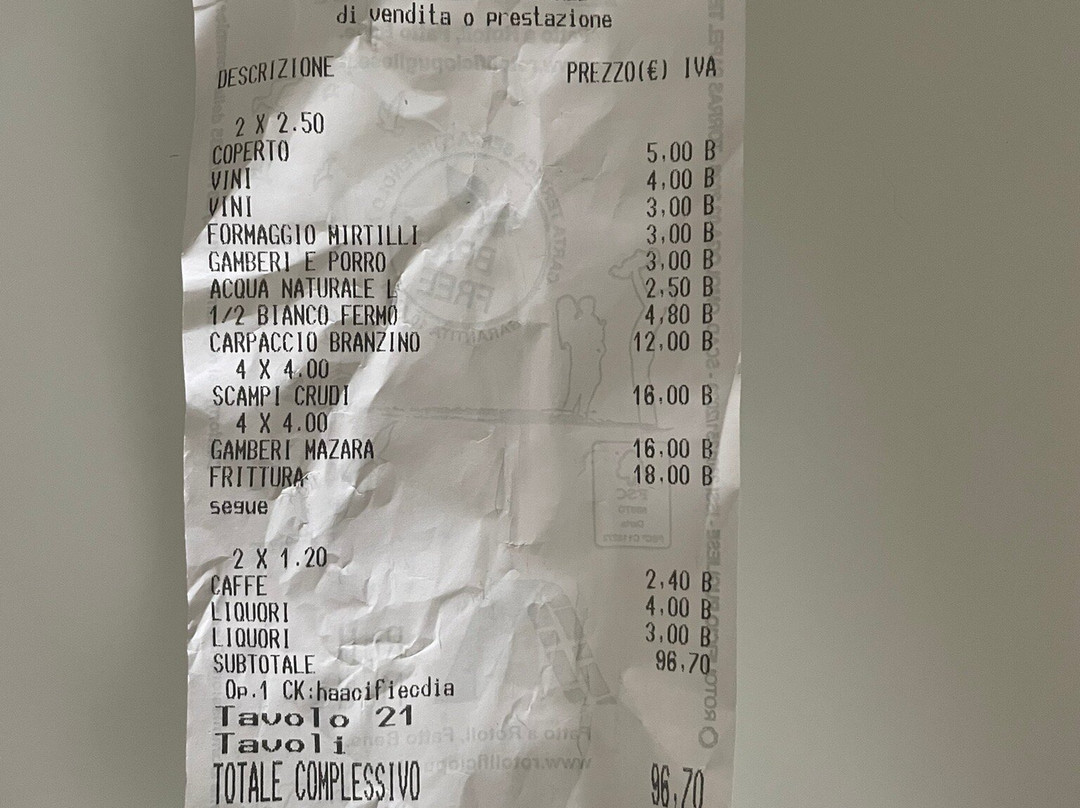 di vendita o prestazione
DESCRIZIONE PREZZO(€) IVA
2 X 2.50
COPERTO 5,00 B
VINI 4,00 B
VINI 3,00 B
FORMAGGIO MIRTILLI 3,00 B
GAMBERI E PORRO 3,00 B
ACQUA NATURALE L 2,50 B
1/2 BIANCO FERMO 4,80 B
CARPACCIO BRANZINO 12,00 B
4 X 4.00
SCAMPI CRUDI 16,00 B
4 X 4.00
GAMBERI MAZARA 16,00 B
FRITTURA 18,00 B
segue
2 X 1.20
CAFFE 2,40 B
LIQUORI 4,00 B
LIQUORI 3,00 B
SUBTOTALE 96,70
Op.1 CK:haacifiecdia
Tavolo 21
Tavoli
TOTALE COMPLESSIVO 96,70